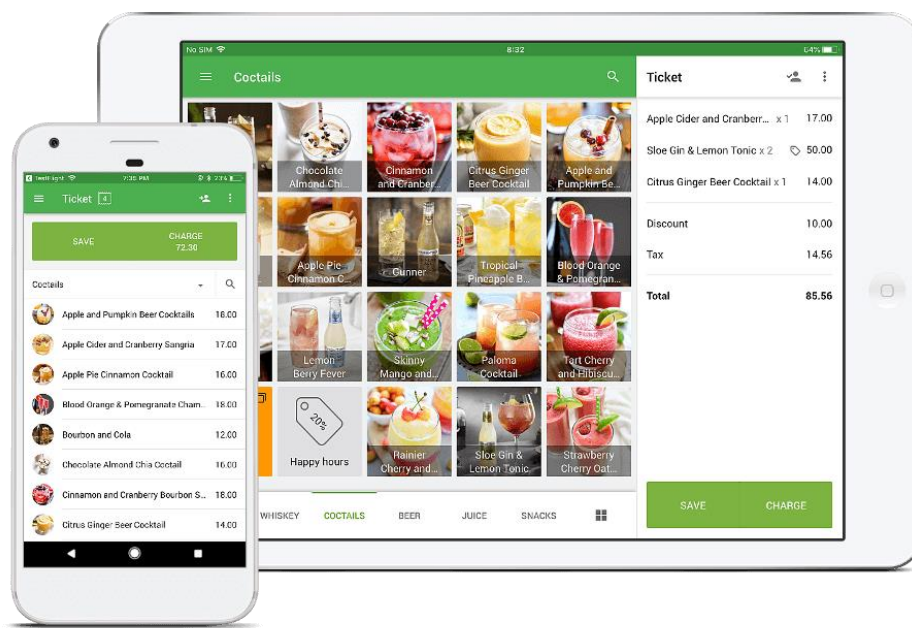 No SIM
8:32
64%
Coctails
Ticket
Chocolate
Almond Chi...
Cinnamon
and Cranber...
Citrus Ginger
Beer Cocktail
Apple and
Pumpkin Be...
Apple Pie
Cinnamon C...
Gunner
Tropical
Pineapple B...
Blood Orange
& Pomegran...
Lemon
Berry Fever
Skinny
Mango and...
Paloma
Cocktail
Tart Cherry
and Hibiscu...
20%
Happy hours
Rainier
Cherry and...
Sloe Gin &
Lemon Tonic
Strawberry
Cherry Oat...
WHISKEY COCTAILS BEER JUICE SNACKS
Apple Cider and Cranberr... x 1 17.00
Sloe Gin & Lemon Tonic x 2 50.00
Citrus Ginger Beer Cocktail x 1 14.00
Discount 10.00
Tax 14.56
Total 85.56
SAVE CHARGE
TestFlight
7:35 PM
73%
Ticket 4
SAVE
CHARGE
72.30
Coctails
Apple and Pumpkin Beer Cocktails 18.00
Apple Cider and Cranberry Sangria 17.00
Apple Pie Cinnamon Cocktail 16.00
Blood Orange & Pomegranate Cham.. 18.00
Bourbon and Cola 12.00
Chocolate Almond Chia Coctail 16.00
Cinnamon and Cranberry Bourbon S.. 18.00
Citrus Ginger Beer Cocktail 14.00